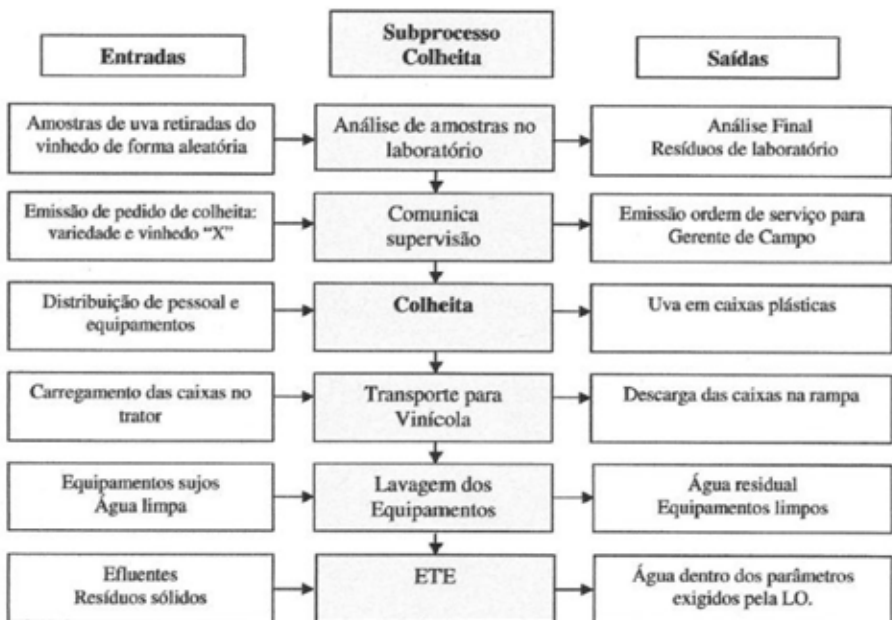 Entradas
Subprocesso
Colheita
Saídas
Amostras de uva retiradas do
vinhedo de forma aleatória
Análise de amostras no
laboratório
Análise Final
Resíduos de laboratório
Emissão de pedido de colheita:
variedade e vinhedo “X”
Comunica
supervisão
Emissão ordem de serviço para
Gerente de Campo
Distribuição de pessoal e
equipamentos
Colheita
Uva em caixas plásticas
Carregamento das caixas no
trator
Transporte para
Vinícola
Descarga das caixas na rampa
Equipamentos sujos
Água limpa
Lavagem dos
Equipamentos
Água residual
Equipamentos limpos
Efluentes
Resíduos sólidos
ETE
Água dentro dos parâmetros
exigidos pela LO.